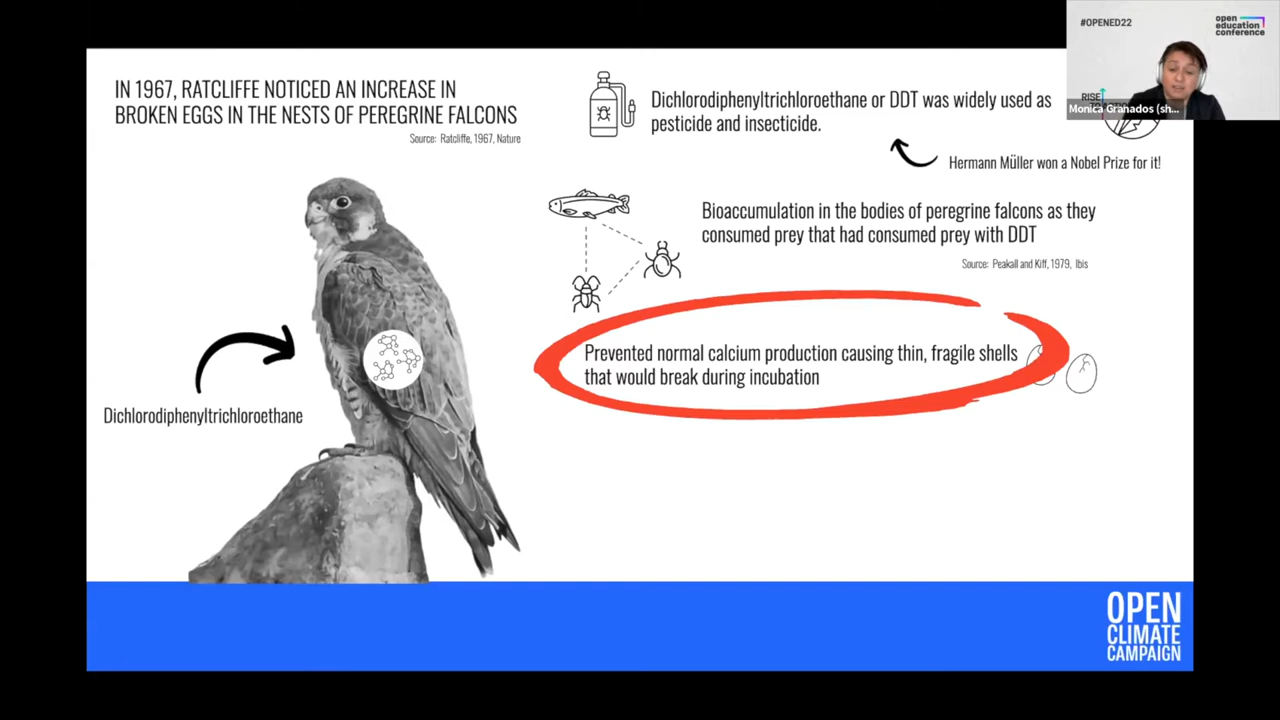 IN 1967, RATCLIFFE NOTICED AN INCREASE IN
BROKEN EGGS IN THE NESTS OF PEREGRINE FALCONS
Source: Ratcliffe, 1967, Nature
Dichlorodiphenyltrichloroethane
Dichlorodiphenyltrichloroethane or DDT was widely used as
pesticide and insecticide.
Hermann Müller won a Nobel Prize for it!
Bioaccumulation in the bodies of peregrine falcons as they
consumed prey that had consumed prey with DDT
Source: Peakall and Kiff, 1979, Ibis
Prevented normal calcium production causing thin, fragile shells
that would break during incubation
OPEN
CLIMATE
CAMPAIGN
#OPENED22
open
education
conference
RISE
Monica Granados (sh...